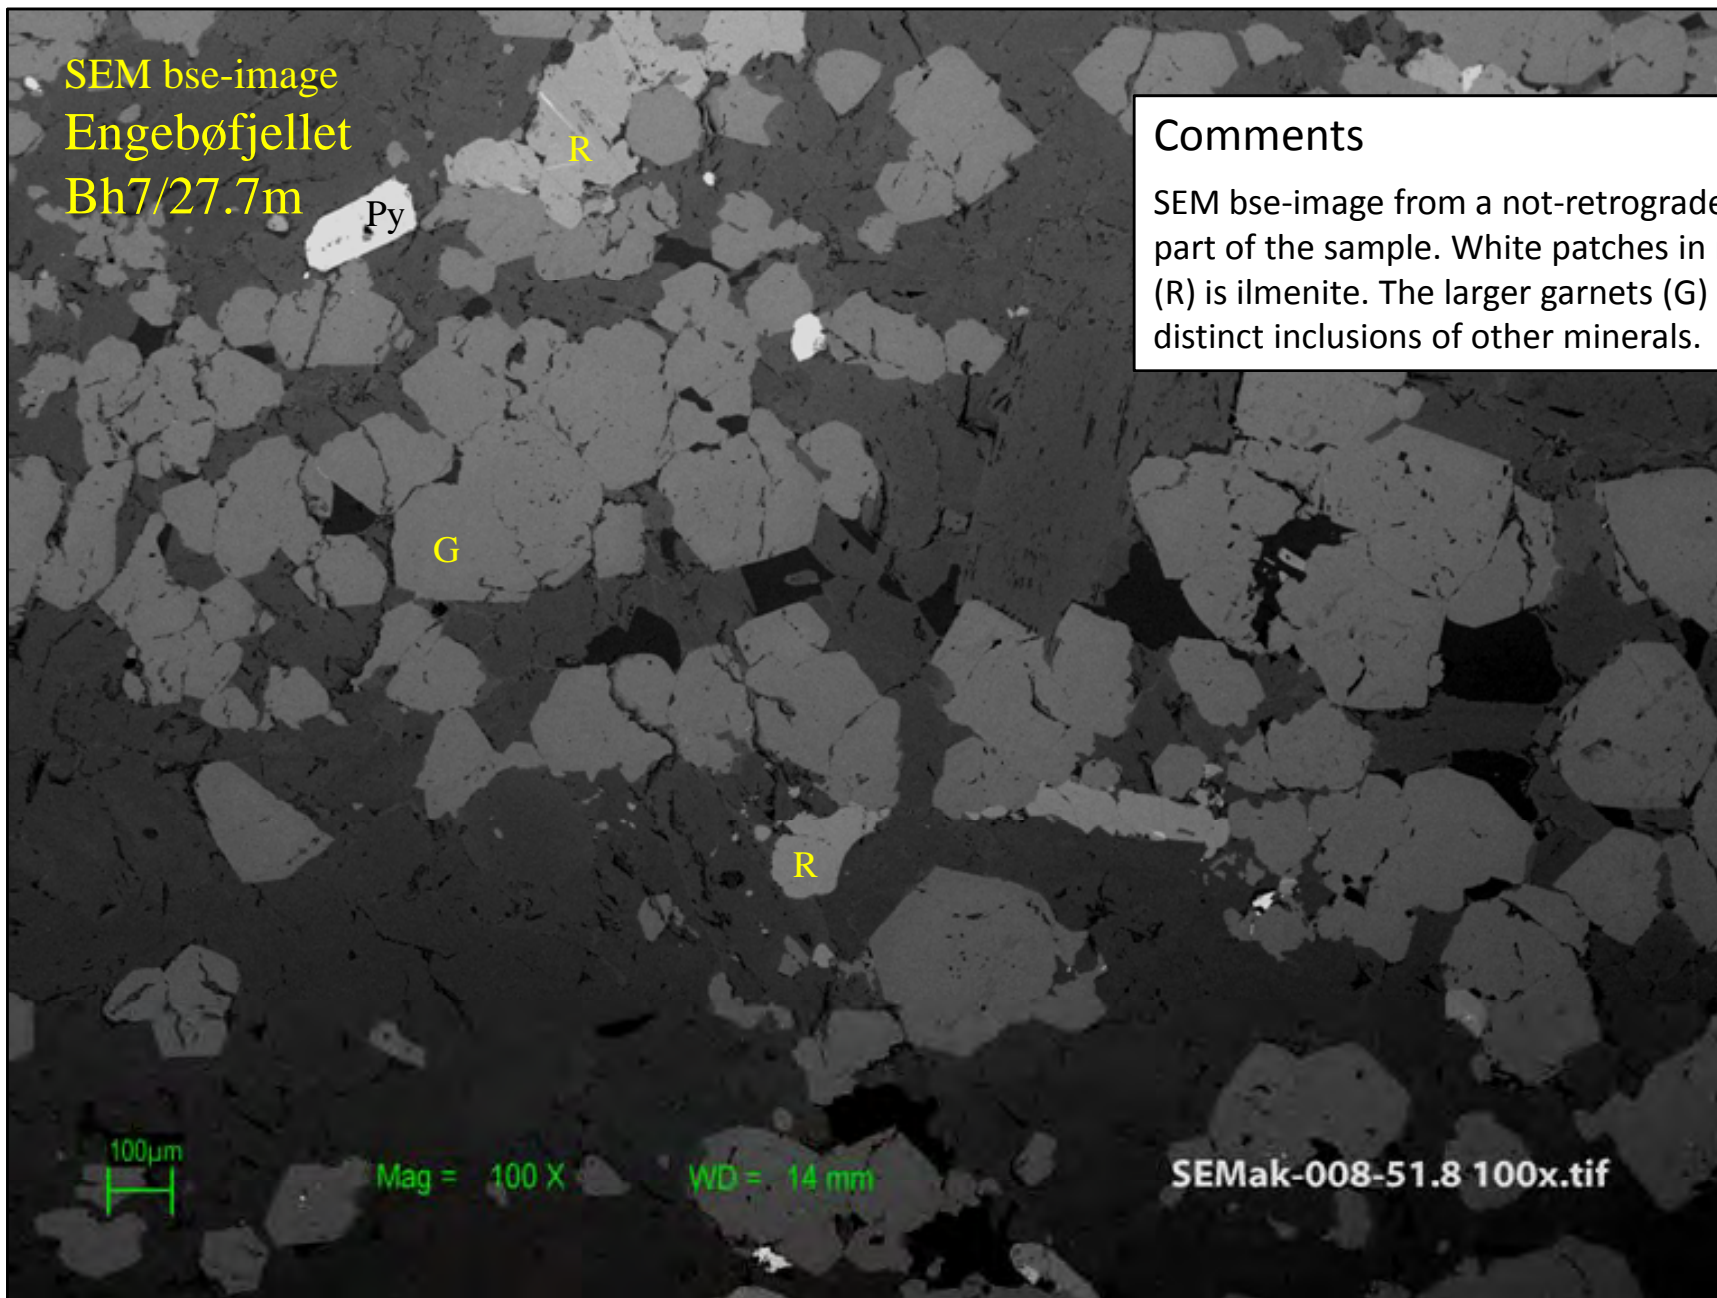 SEM bse-image
Engebøfjellet
Bh7/27.7m
R
Py
Comments
SEM bse-image from a not-retrograde
part of the sample. White patches in
(R) is ilmenite. The larger garnets (G)
distinct inclusions of other minerals.
G
R
100µm
Mag = 100 X
WD = 14 mm
SEMak-008-51.8 100x.tif